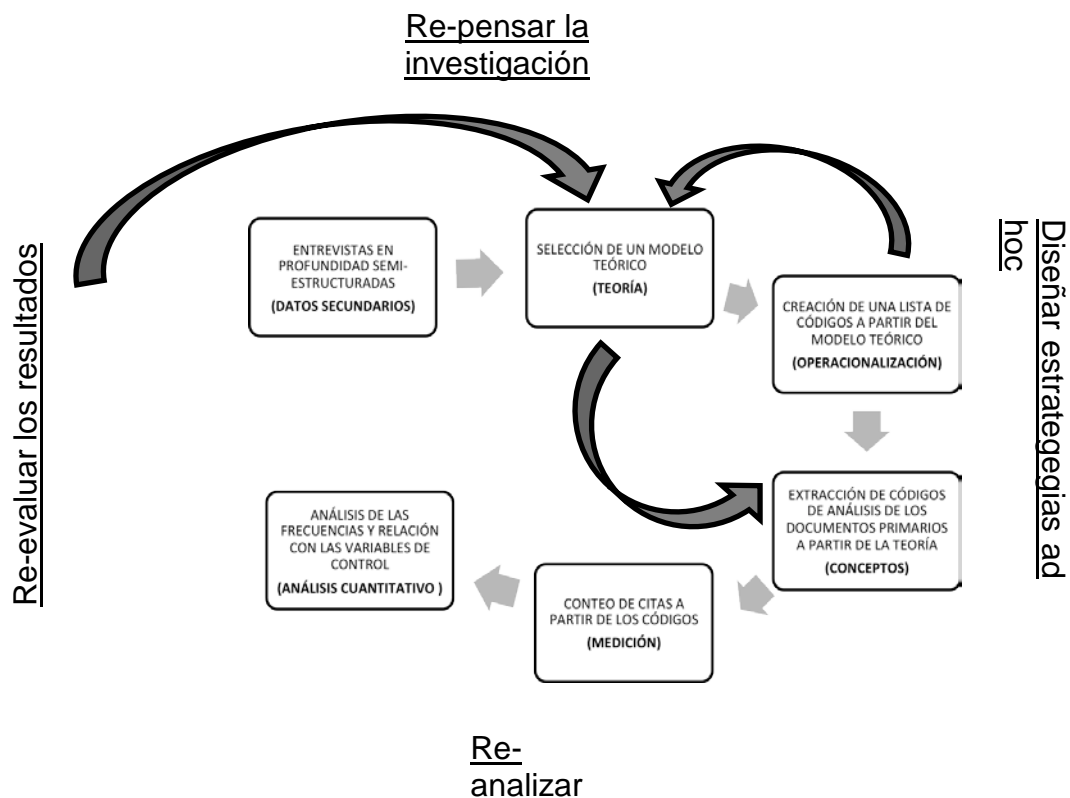 Re-pensar la
investigación
Re-evaluar los resultados
ENTREVISTAS EN
PROFUNDIDAD SEMI-
ESTRUCTURADAS
(DATOS SECUNDARIOS)
SELECCIÓN DE UN MODELO
TEÓRICO
(TEORÍA)
CREACIÓN DE UNA LISTA DE
CÓDIGOS A PARTIR DEL
MODELO TEÓRICO
(OPERACIONALIZACIÓN)
Diseñar estrategegias ad
hoc
EXTRACCIÓN DE CÓDIGOS
DE ANÁLISIS DE LOS
DOCUMENTOS PRIMARIOS
A PARTIR DE LA TEORÍA
(CONCEPTOS)
CONTEO DE CITAS A
PARTIR DE LOS CÓDIGOS
(MEDICIÓN)
ANÁLISIS DE LAS
FRECUENCIAS Y RELACIÓN
CON LAS VARIABLES DE
CONTROL
(ANÁLISIS CUANTITATIVO )
Re-
analizar